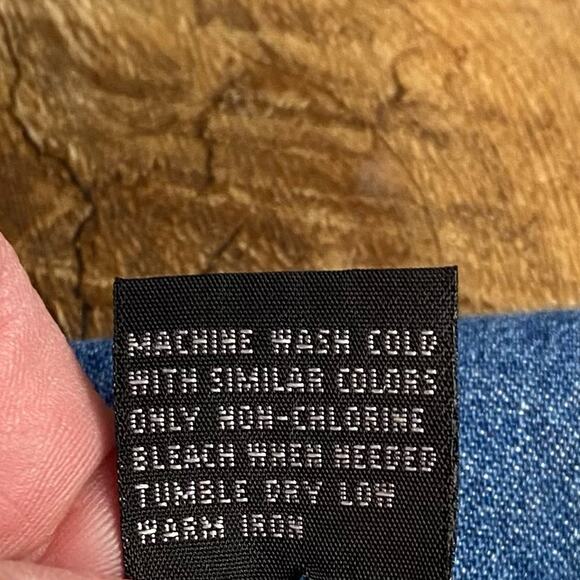 MACHINE WASH COLD
WITH SIMILAR COLORS
ONLY NON-CHLORINE
BLEACH WHEN NEEDED
TUMBLE DRY LOW
WARM IRON